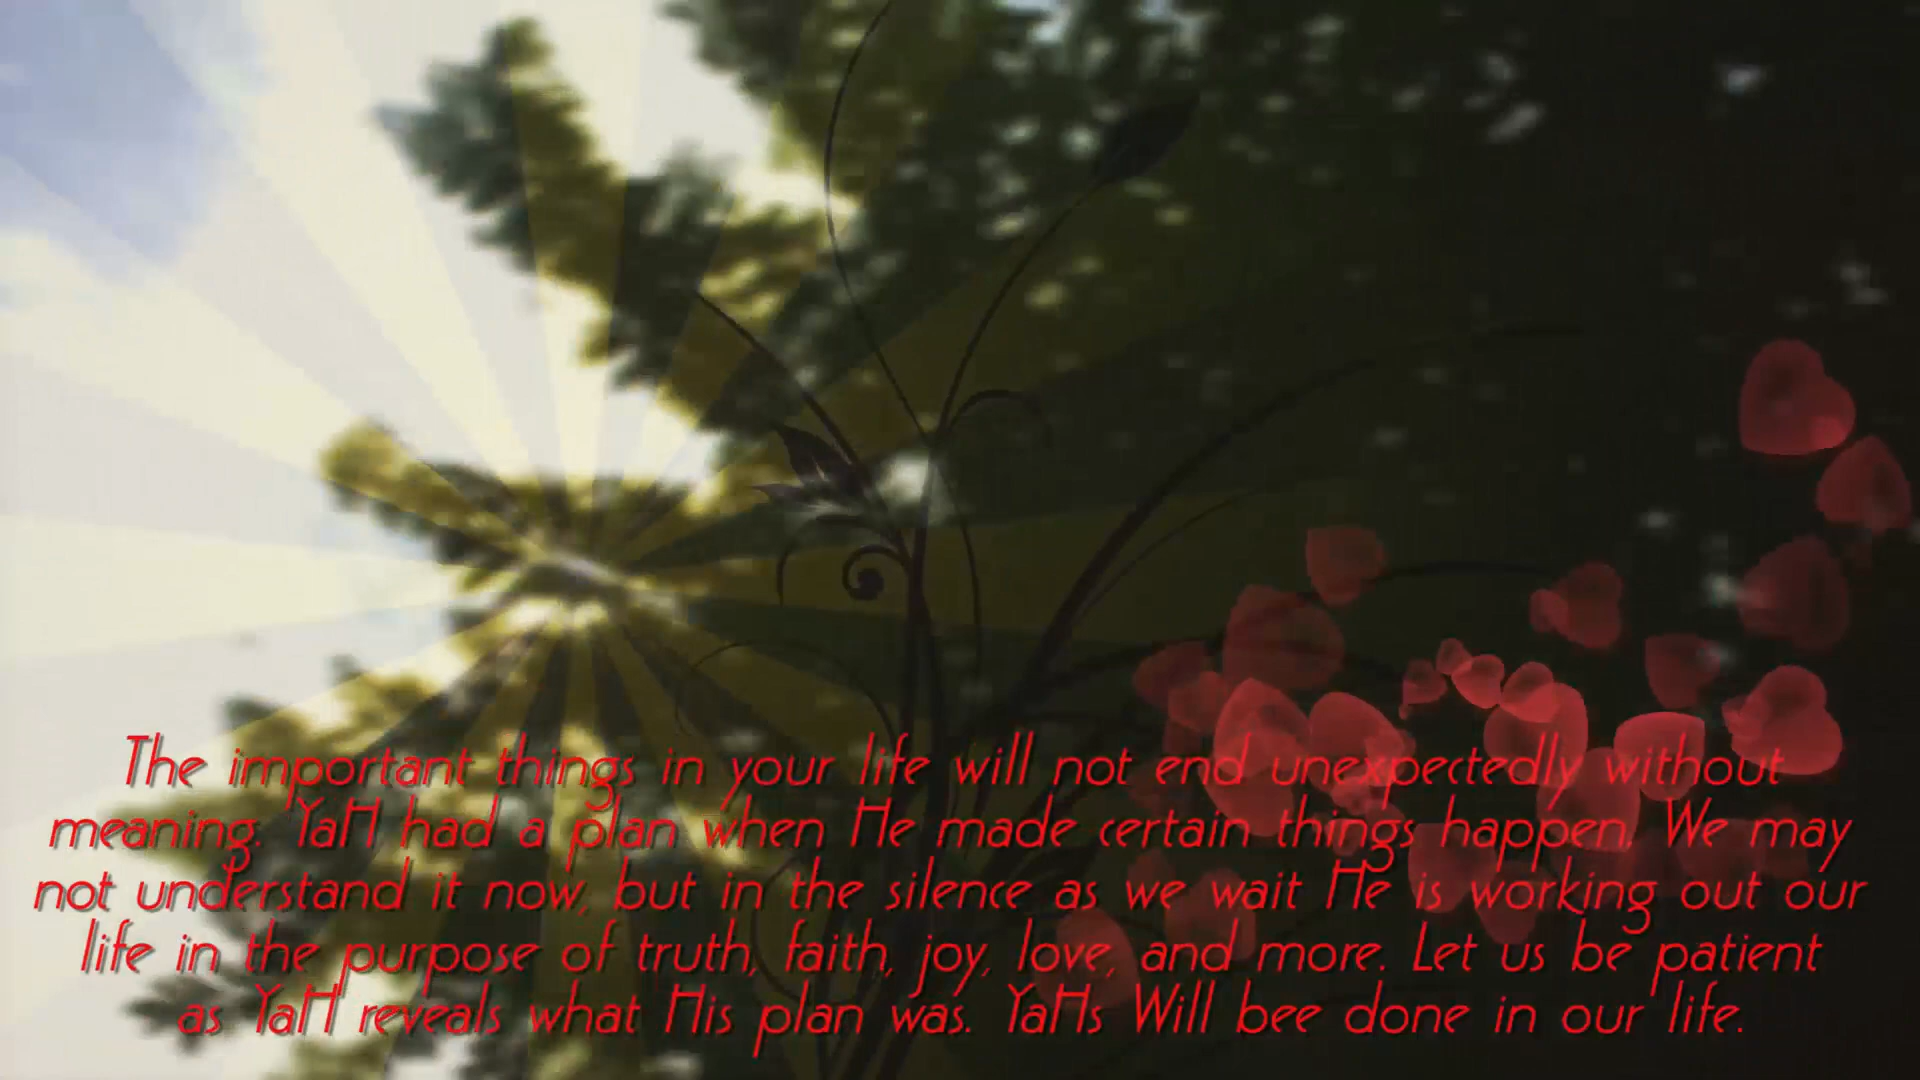 The important things in your life will not end unexpectedly without
meaning. YaH had a plan when He made certain things happen. We may
not understand it now, but in the silence as we wait He is working out our
life in the purpose of truth, faith, joy, love, and more. Let us be patient
as YaH reveals what His plan was. YaHs Will bee done in our life.